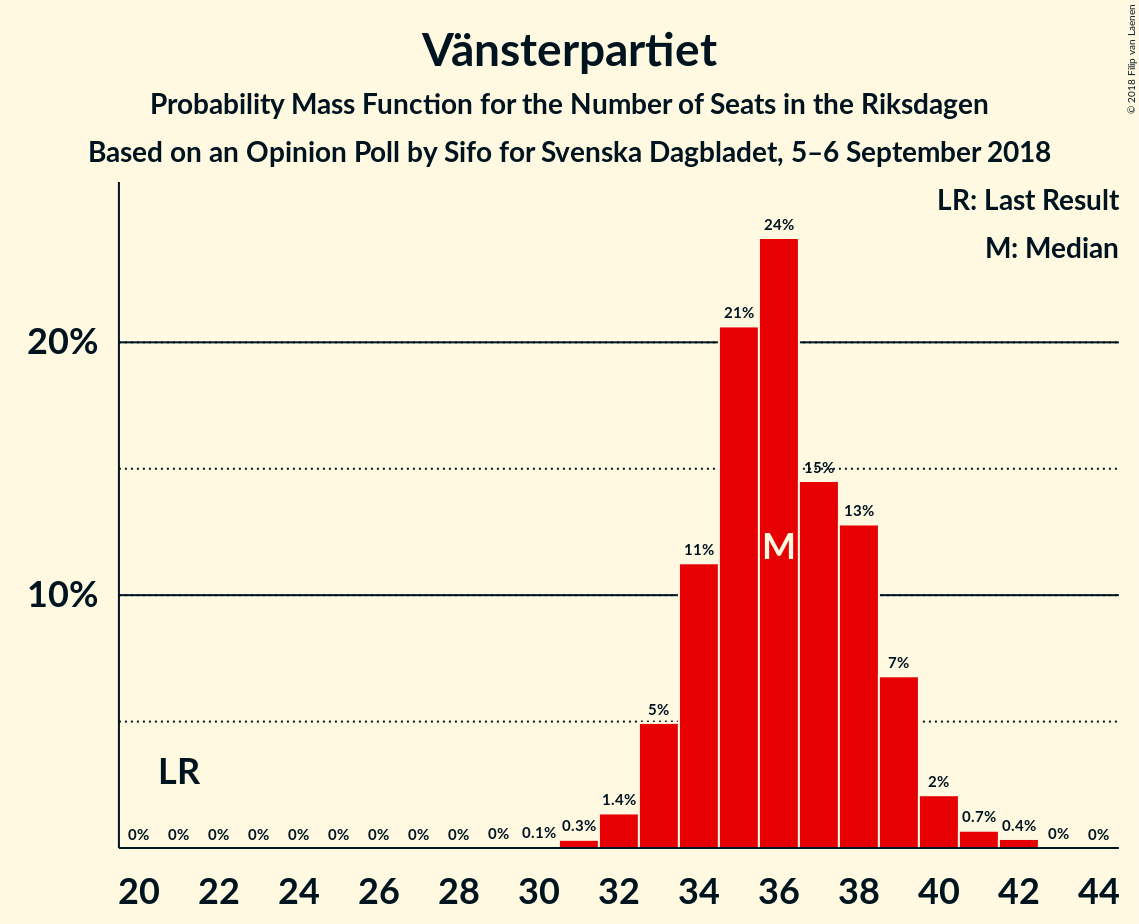 Vänsterpartiet
Probability Mass Function for the Number of Seats in the Riksdagen
Based on an Opinion Poll by Sifo for Svenska Dagbladet, 5–6 September 2018
© 2018 Filip van Laenen
LR: Last Result
M: Median
20%
10%
LR
M
0% 0% 0% 0% 0% 0% 0% 0% 0% 0% 0.1% 0.3% 1.4% 5% 11% 21% 24% 15% 13% 7% 2% 0.7% 0.4% 0% 0%
20 22 24 26 28 30 32 34 36 38 40 42 44